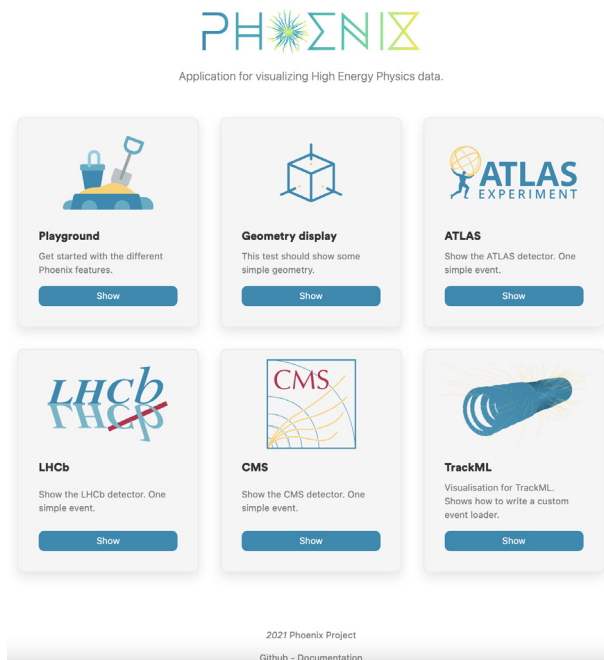 PHOENIX
Application for visualizing High Energy Physics data.
ATLAS
EXPERIMENT
Playground
Get started with the different
Phoenix features.
Show
Geometry display
This test should show some
simple geometry.
Show
ATLAS
Show the ATLAS detector. One
simple event.
Show
LHCb
LHCb
Show the LHCb detector. One
simple event.
Show
CMS
CMS
Show the CMS detector. One
simple event.
Show
TrackML
Visualisation for TrackML.
Shows how to write a custom
event loader.
Show
2021 Phoenix Project
Github - Documentation